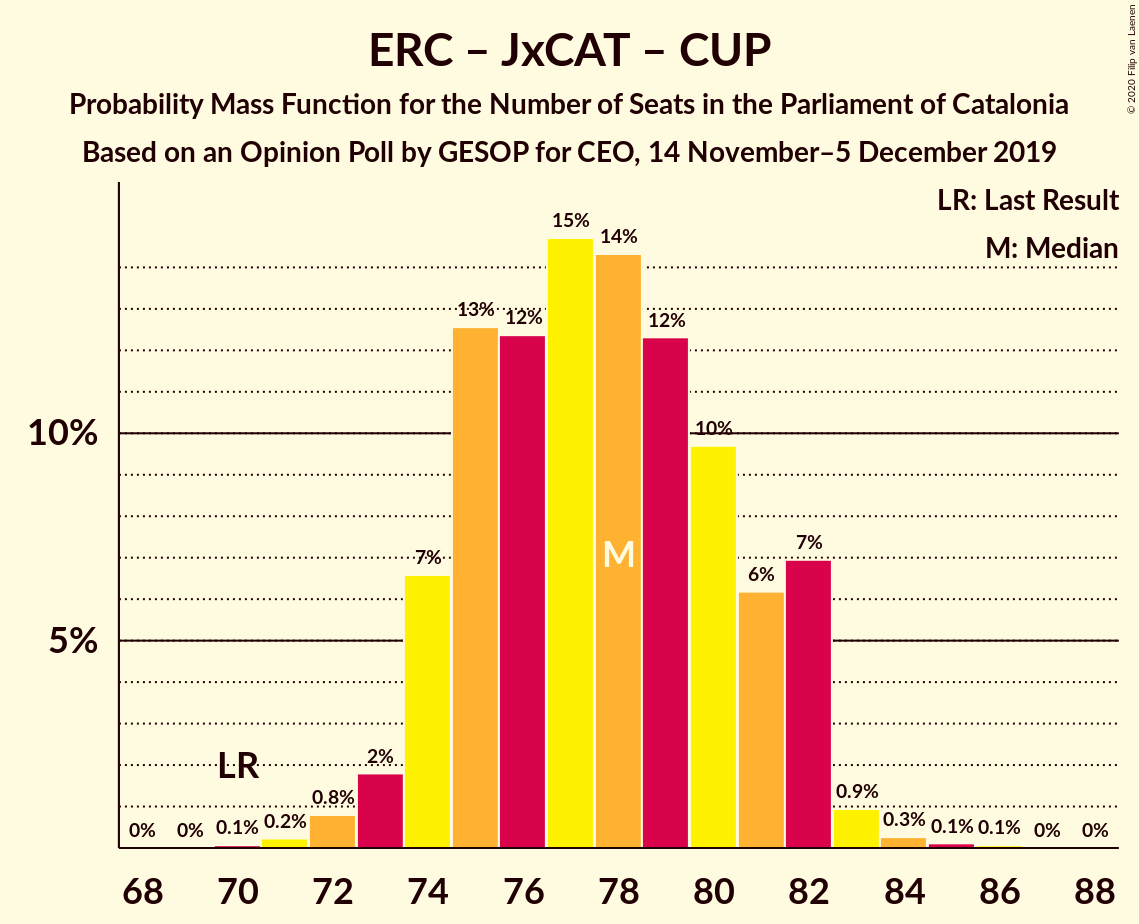 ERC – JxCAT – CUP
Probability Mass Function for the Number of Seats in the Parliament of Catalonia
Based on an Opinion Poll by GESOP for CEO, 14 November–5 December 2019
© 2020 Filip van Laenen
LR: Last Result
M: Median
10%
5%
0% 0% 0.1% 0.2% 0.8% 2% 7% 13% 12% 15% 14% 12% 10% 6% 7% 0.9% 0.3% 0.1% 0.1% 0% 0%
LR
M
68 70 72 74 76 78 80 82 84 86 88